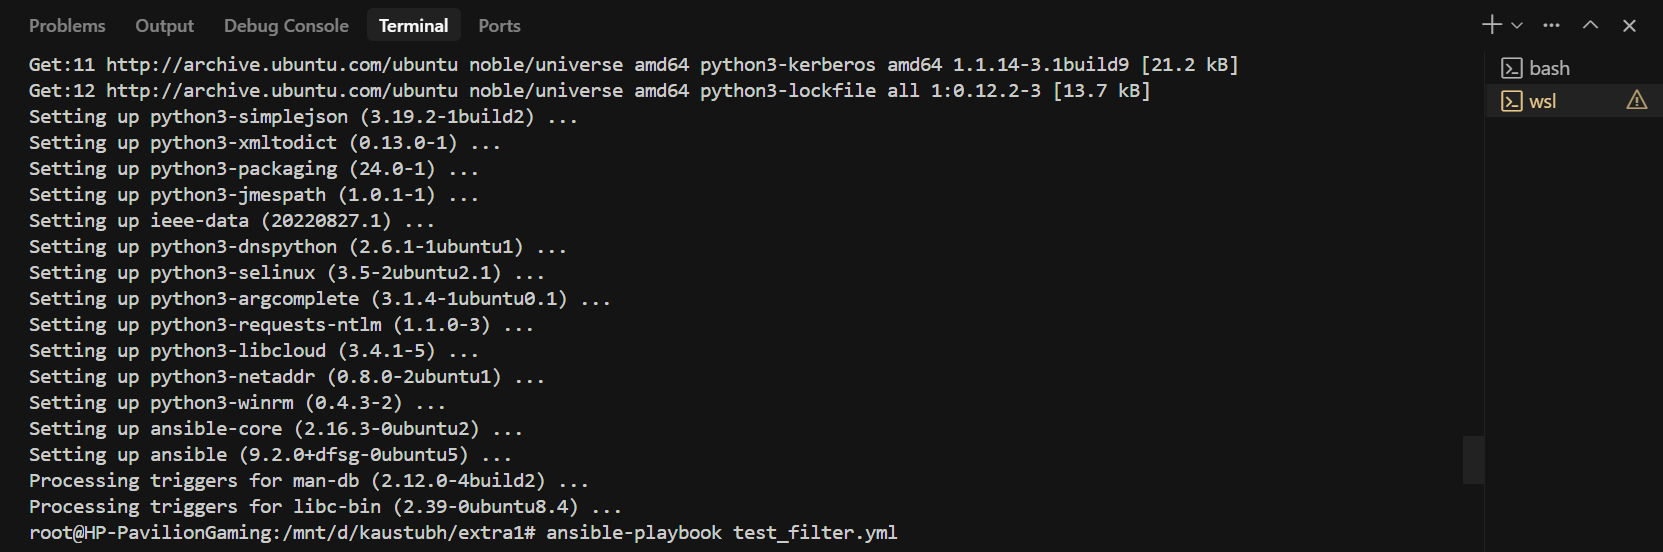 Problems Output Debug Console Terminal Ports
Get:11 http://archive.ubuntu.com/ubuntu noble/universe amd64 python3-kerberos amd64 1.1.14-3.1build9 [21.2 kB]
Get:12 http://archive.ubuntu.com/ubuntu noble/universe amd64 python3-lockfile all 1:0.12.2-3 [13.7 kB]
Setting up python3-simplejson (3.19.2-1build2) ...
Setting up python3-xmltodict (0.13.0-1) ...
Setting up python3-packaging (24.0-1) ...
Setting up python3-jmespath (1.0.1-1) ...
Setting up ieee-data (20220827.1) ...
Setting up python3-dnspython (2.6.1-1ubuntu1) ...
Setting up python3-selinux (3.5-2ubuntu2.1) ...
Setting up python3-argcomplete (3.1.4-1ubuntu0.1) ...
Setting up python3-requests-ntlm (1.1.0-3) ...
Setting up python3-libcloud (3.4.1-5) ...
Setting up python3-netaddr (0.8.0-2ubuntu1) ...
Setting up python3-winrm (0.4.3-2) ...
Setting up ansible-core (2.16.3-0ubuntu2) ...
Setting up ansible (9.2.0+dfsg-0ubuntu5) ...
Processing triggers for man-db (2.12.0-4build2) ...
Processing triggers for libc-bin (2.39-0ubuntu8.4) ...
root@HP-PavilionGaming:/mnt/d/kaustubh/extra1# ansible-playbook test_filter.yml
bash
wsl